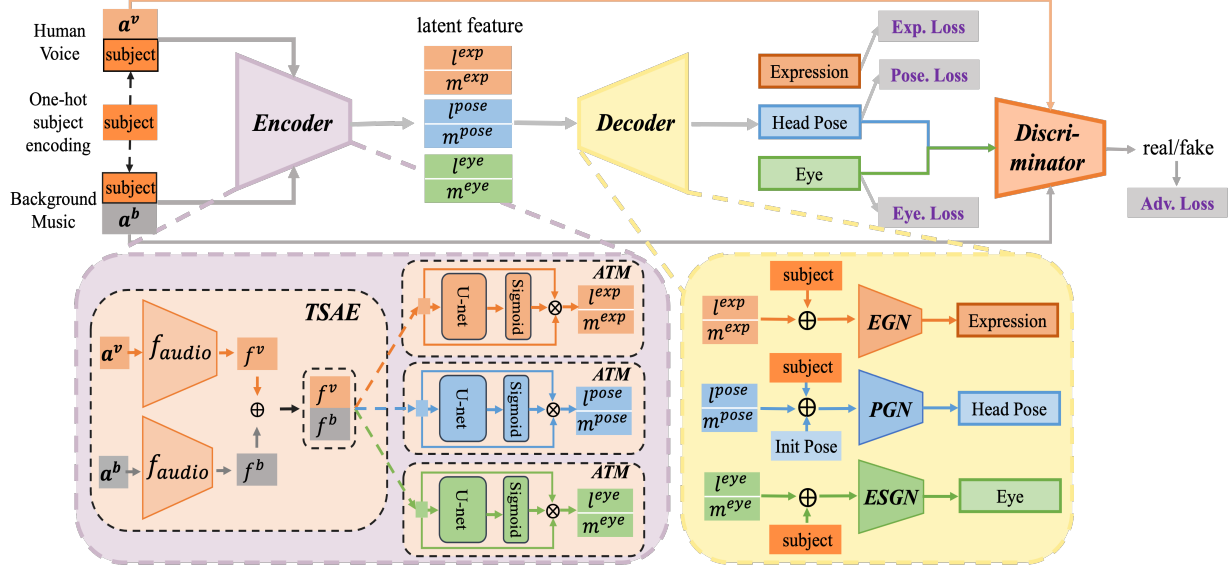 Human
Voice
a^v
subject
One-hot
subject
encoding
subject
Background
Music
subject
a^b
Encoder
latent feature
l^exp
m^exp
l^pose
m^pose
l^eye
m^eye
Decoder
Expression
Head Pose
Eye
Exp. Loss
Pose. Loss
Eye. Loss
Discri-
minator
real/fake
Adv. Loss
TSAE
a^v
f_audio
f^v
⊕
a^b
f_audio
f^b
f^v
f^b
ATM
U-net
Sigmoid
⊗
l^exp
m^exp
ATM
U-net
Sigmoid
⊗
l^pose
m^pose
ATM
U-net
Sigmoid
⊗
l^eye
m^eye
subject
l^exp
m^exp
⊕
EGN
Expression
subject
l^pose
m^pose
⊕
PGN
Head Pose
Init Pose
l^eye
m^eye
⊕
ESGN
Eye
subject